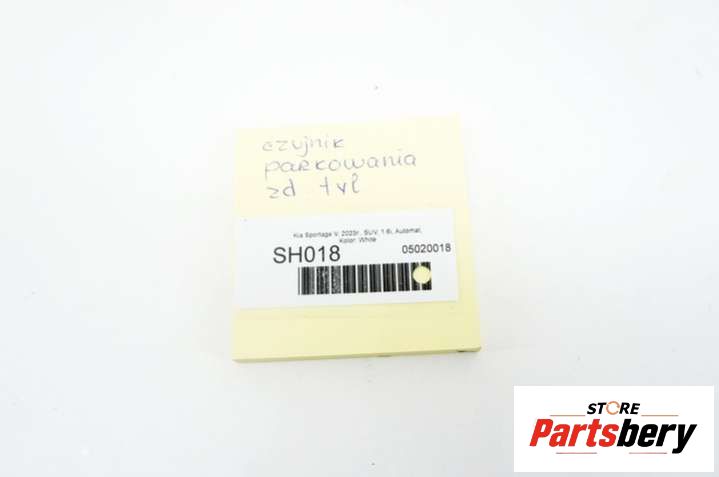 czujnik
parkowania
zd tył
Kia Sportage V, 2023r., SUV, 1.6i, Automat,
Kolor: White
SH018 05020018
STORE
Partsbery